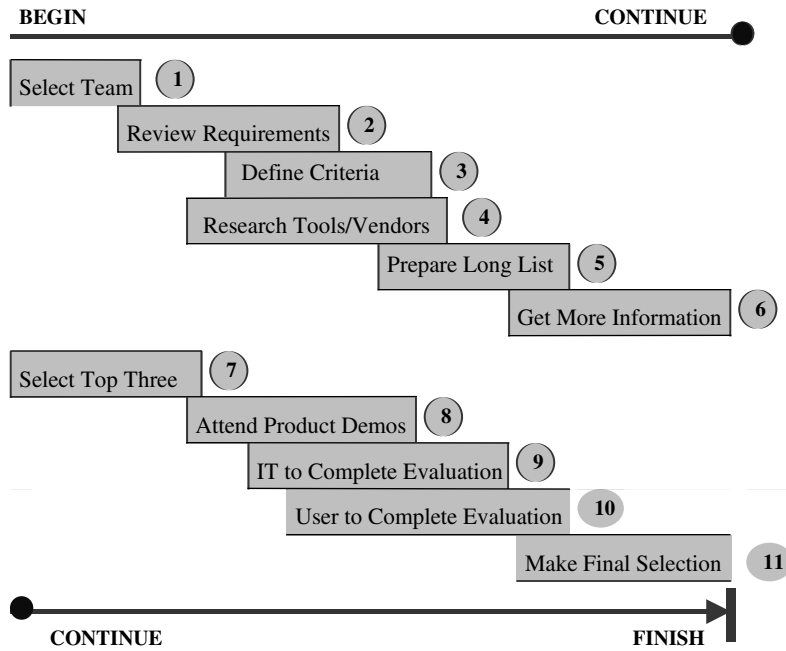 BEGIN CONTINUE
Select Team 1
Review Requirements 2
Define Criteria 3
Research Tools/Vendors 4
Prepare Long List 5
Get More Information 6
Select Top Three 7
Attend Product Demos 8
IT to Complete Evaluation 9
User to Complete Evaluation 10
Make Final Selection 11
CONTINUE FINISH